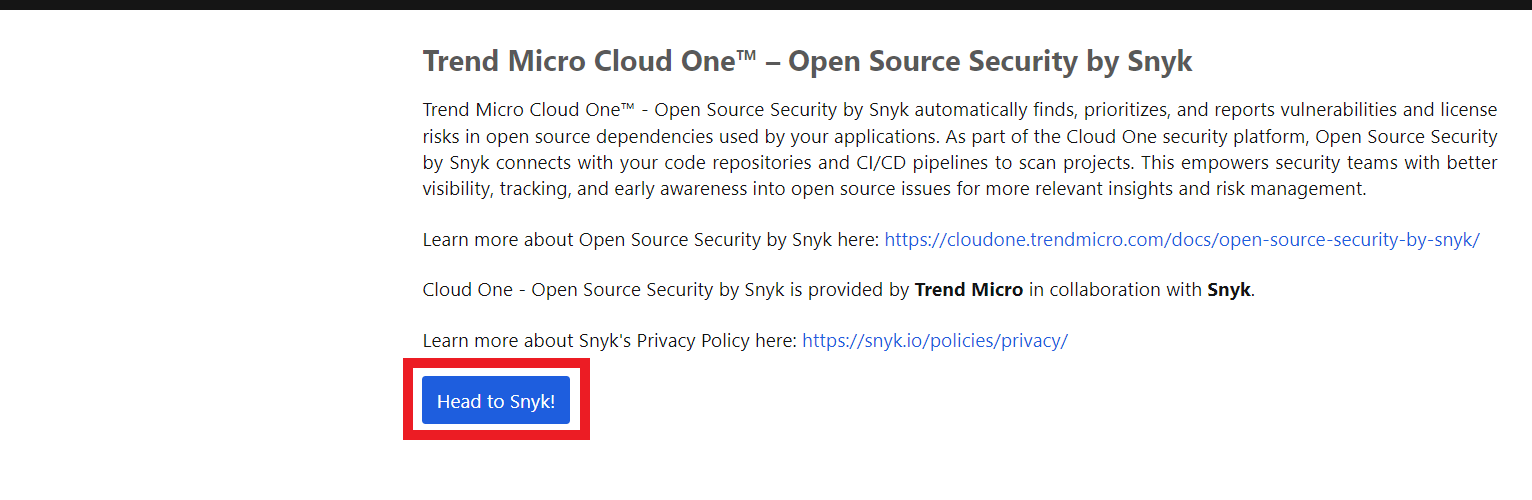 Trend Micro Cloud One™ – Open Source Security by Snyk
Trend Micro Cloud One™ - Open Source Security by Snyk automatically finds, prioritizes, and reports vulnerabilities and license
risks in open source dependencies used by your applications. As part of the Cloud One security platform, Open Source Security
by Snyk connects with your code repositories and CI/CD pipelines to scan projects. This empowers security teams with better
visibility, tracking, and early awareness into open source issues for more relevant insights and risk management.
Learn more about Open Source Security by Snyk here: https://cloudone.trendmicro.com/docs/open-source-security-by-snyk/
Cloud One - Open Source Security by Snyk is provided by Trend Micro in collaboration with Snyk.
Learn more about Snyk's Privacy Policy here: https://snyk.io/policies/privacy/
Head to Snyk!